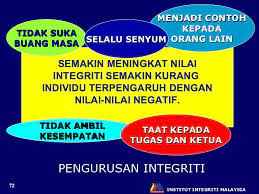 TIDAK SUKA
BUANG MASA
SELALU SENYUM
MENJADI CONTOH
KEPADA
ORANG LAIN
SEMAKIN MENINGKAT NILAI
INTEGRITI SEMAKIN KURANG
INDIVIDU TERPENGARUH DENGAN
NILAI-NILAI NEGATIF.
TIDAK AMBIL
KESEMPATAN
TAAT KEPADA
TUGAS DAN KETUA
PENGURUSAN INTEGRITI
72
INSTITUT INTEGRITI MALAYSIA